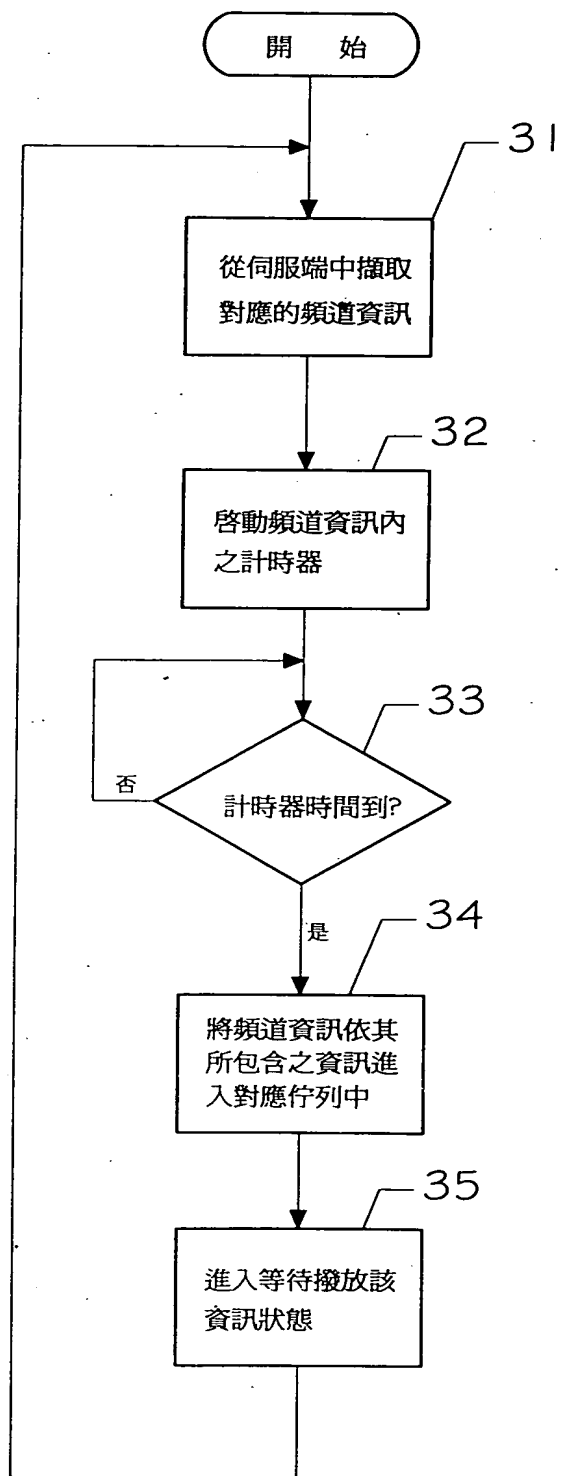 開 始
31
從伺服端中擷取
對應的頻道資訊
32
啓動頻道資訊內
之計時器
33
計時器時間到?
否
是
34
將頻道資訊依其
所包含之資訊進
入對應佇列中
35
進入等待撥放該
資訊狀態